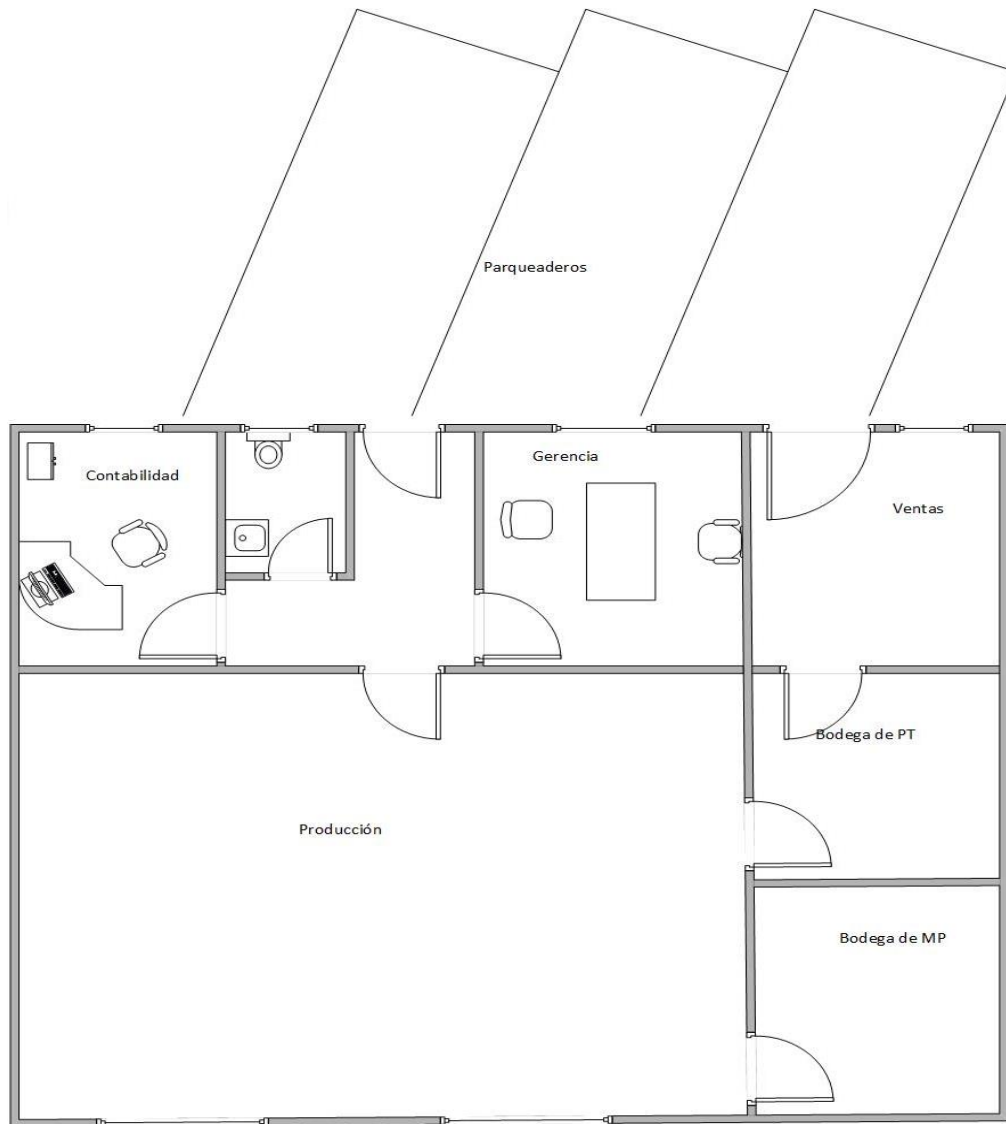 Parqueaderos
Contabilidad
Gerencia
Ventas
Bodega de PT
Producción
Bodega de MP